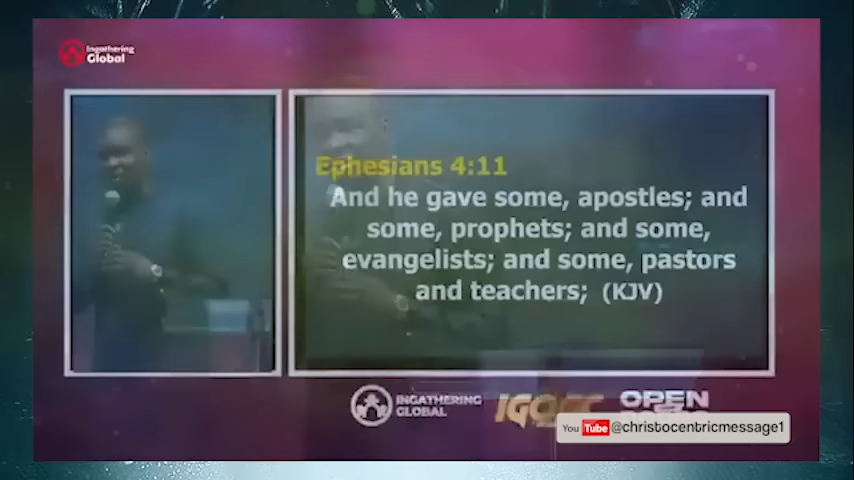 Ingathering
Global
Ephesians 4:11
And he gave some, apostles; and
some, prophets; and some,
evangelists; and some, pastors
and teachers; (KJV)
INGATHERING
GLOBAL
OPEN
You Tube @christocentricmessage1